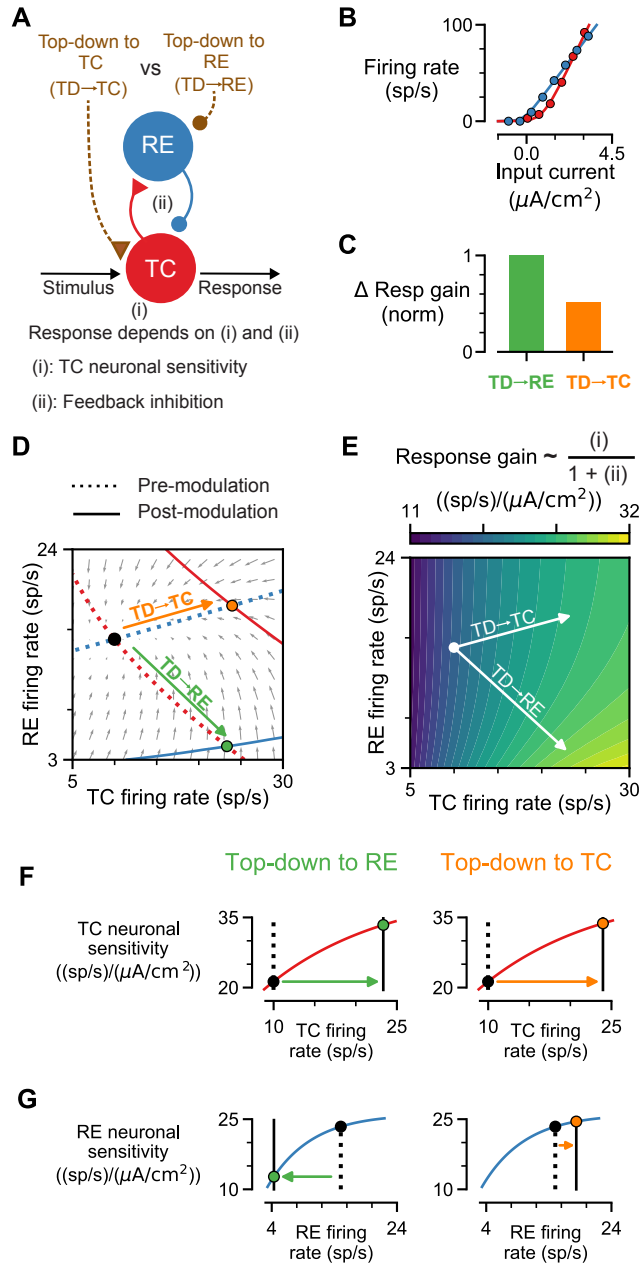 A
Top-down to
TC
(TD→TC)
vs
Top-down to
RE
(TD→RE)
RE
(ii)
TC
Stimulus
Response
(i)
Response depends on (i) and (ii)
(i): TC neuronal sensitivity
(ii): Feedback inhibition
B
Firing rate
(sp/s)
100
0
0.0
4.5
Input current
(μA/cm²)
C
Δ Resp gain
(norm)
1
0
TD→RE
TD→TC
D
Pre-modulation
Post-modulation
24
RE firing rate (sp/s)
TD→TC
TD→RE
3
5
30
TC firing rate (sp/s)
E
Response gain ~ (i)
1 + (ii)
((sp/s)/(μA/cm²))
11
32
24
RE firing rate (sp/s)
TD→TC
TD→RE
3
5
30
TC firing rate (sp/s)
Top-down to RE
Top-down to TC
F
TC neuronal
sensitivity
((sp/s)/(μA/cm²))
35
20
10
25
TC firing
rate (sp/s)
35
20
10
25
TC firing
rate (sp/s)
G
RE neuronal
sensitivity
((sp/s)/(μA/cm²))
25
10
4
24
RE firing
rate (sp/s)
25
10
4
24
RE firing
rate (sp/s)